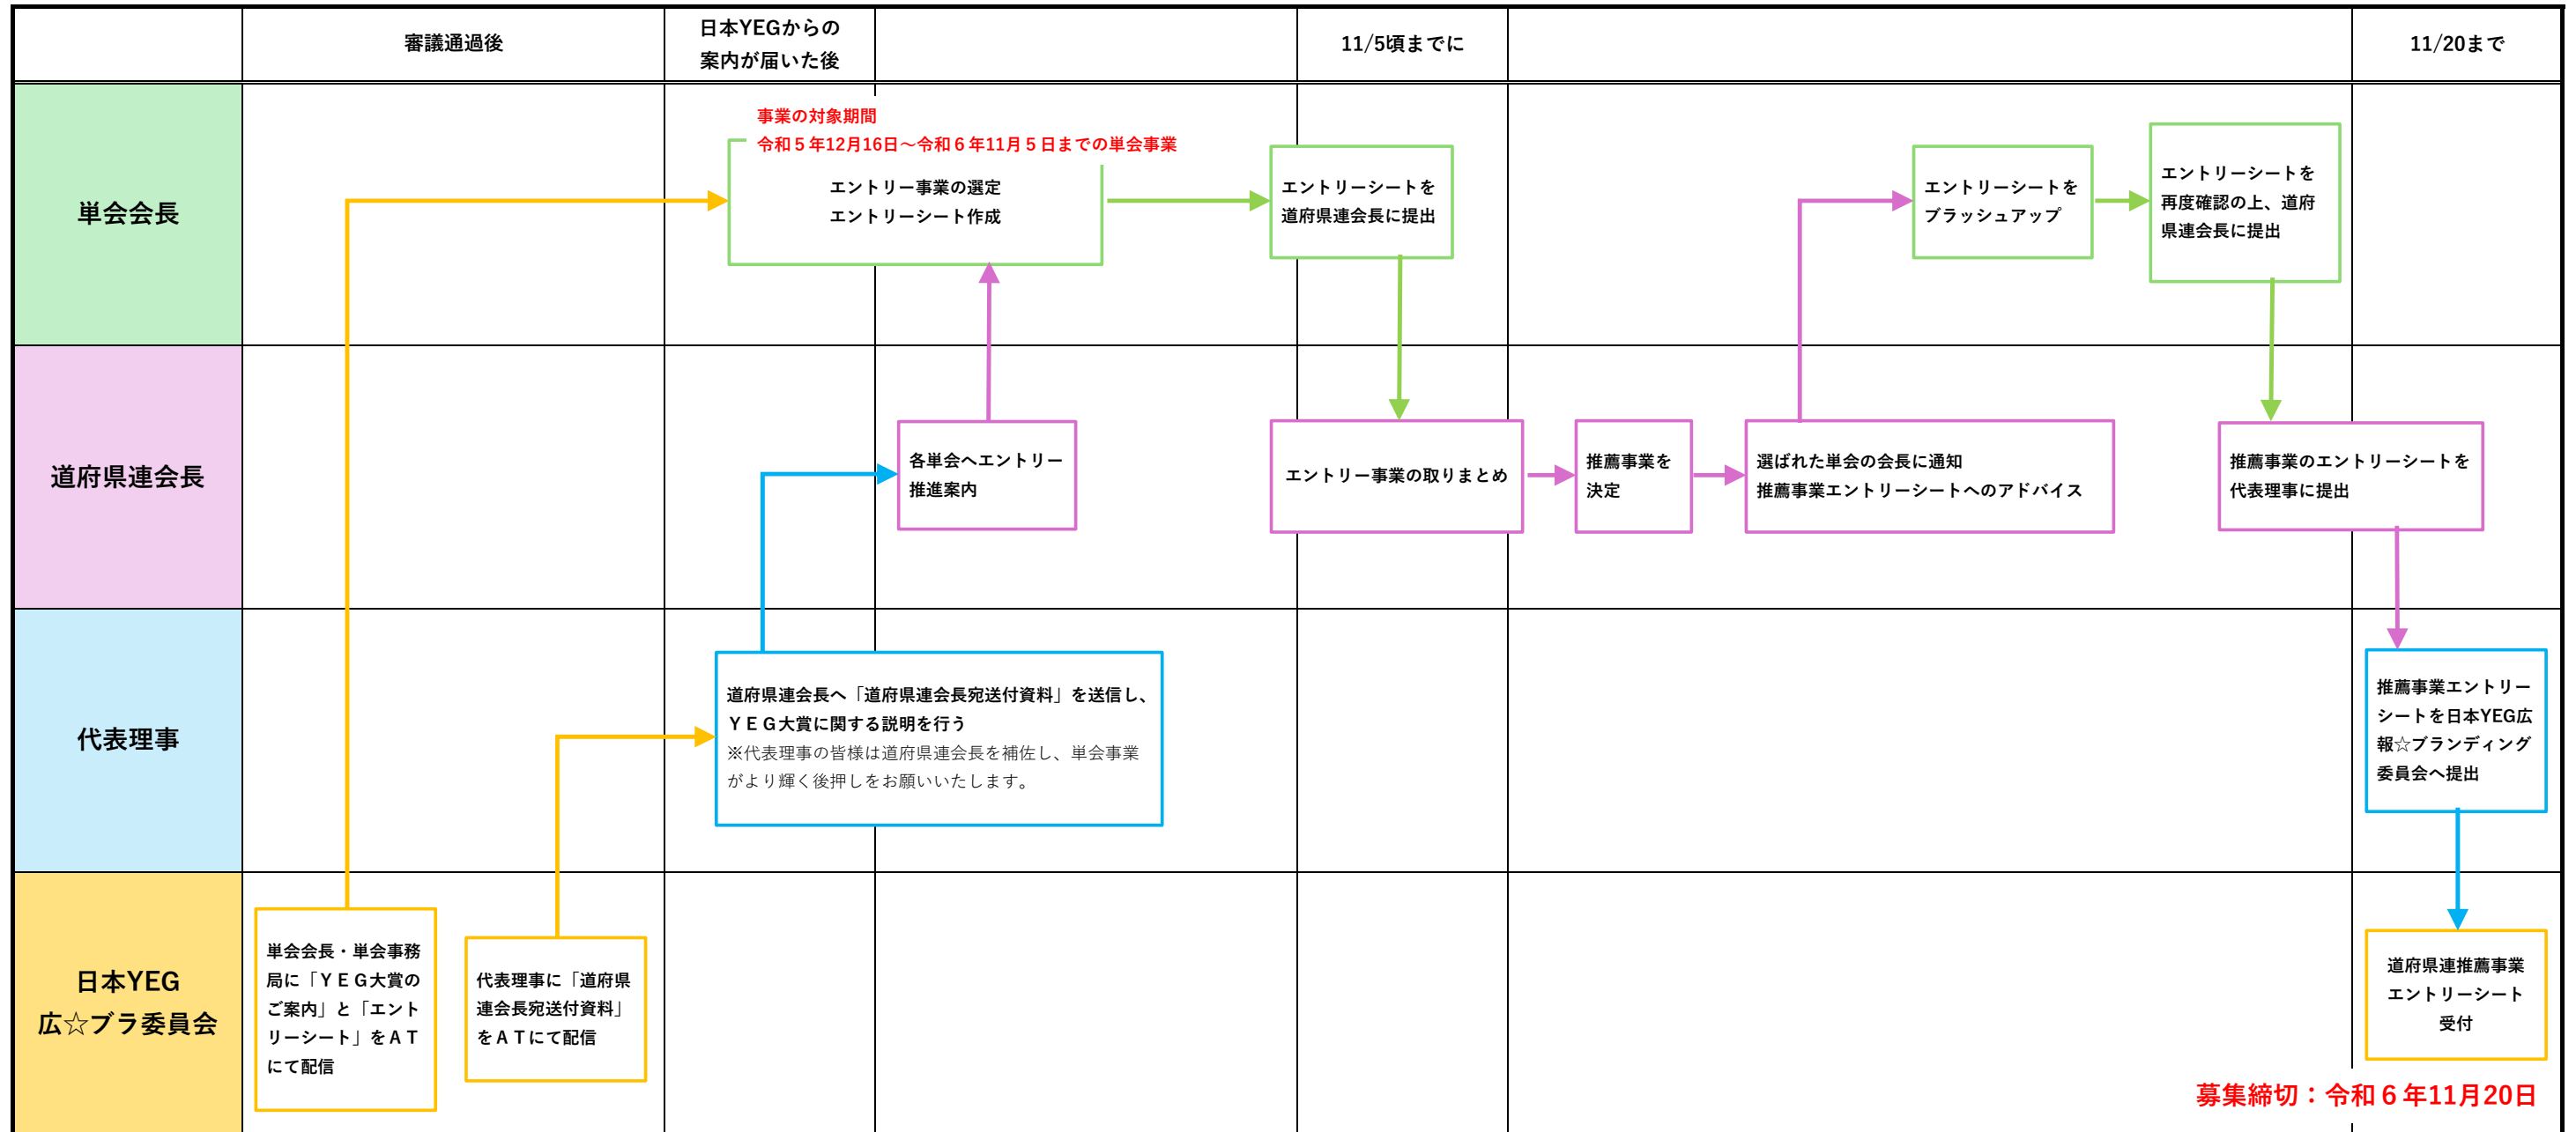 審議通過後
日本YEGからの
案内が届いた後
11/5頃までに
11/20まで
単会会長
事業の対象期間
令和５年12月16日～令和６年11月５日までの単会事業
エントリー事業の選定
エントリーシート作成
エントリーシートを
道府県連会長に提出
エントリーシートを
ブラッシュアップ
エントリーシートを
再度確認の上、道府
県連会長に提出
道府県連会長
各単会へエントリー
推進案内
エントリー事業の取りまとめ
推薦事業を
決定
選ばれた単会の会長に通知
推薦事業エントリーシートへのアドバイス
推薦事業のエントリーシートを
代表理事に提出
代表理事
道府県連会長へ「道府県連会長宛送付資料」を送信し、
ＹＥＧ大賞に関する説明を行う
※代表理事の皆様は道府県連会長を補佐し、単会事業
がより輝く後押しをお願いいたします。
推薦事業エントリー
シートを日本YEG広
報☆ブランディング
委員会へ提出
日本YEG
広☆ブラ委員会
単会会長・単会事務
局に「ＹＥＧ大賞の
ご案内」と「エント
リーシート」をＡＴ
にて配信
代表理事に「道府県
連会長宛送付資料」
をＡＴにて配信
道府県連推薦事業
エントリーシート
受付
募集締切：令和６年11月20日